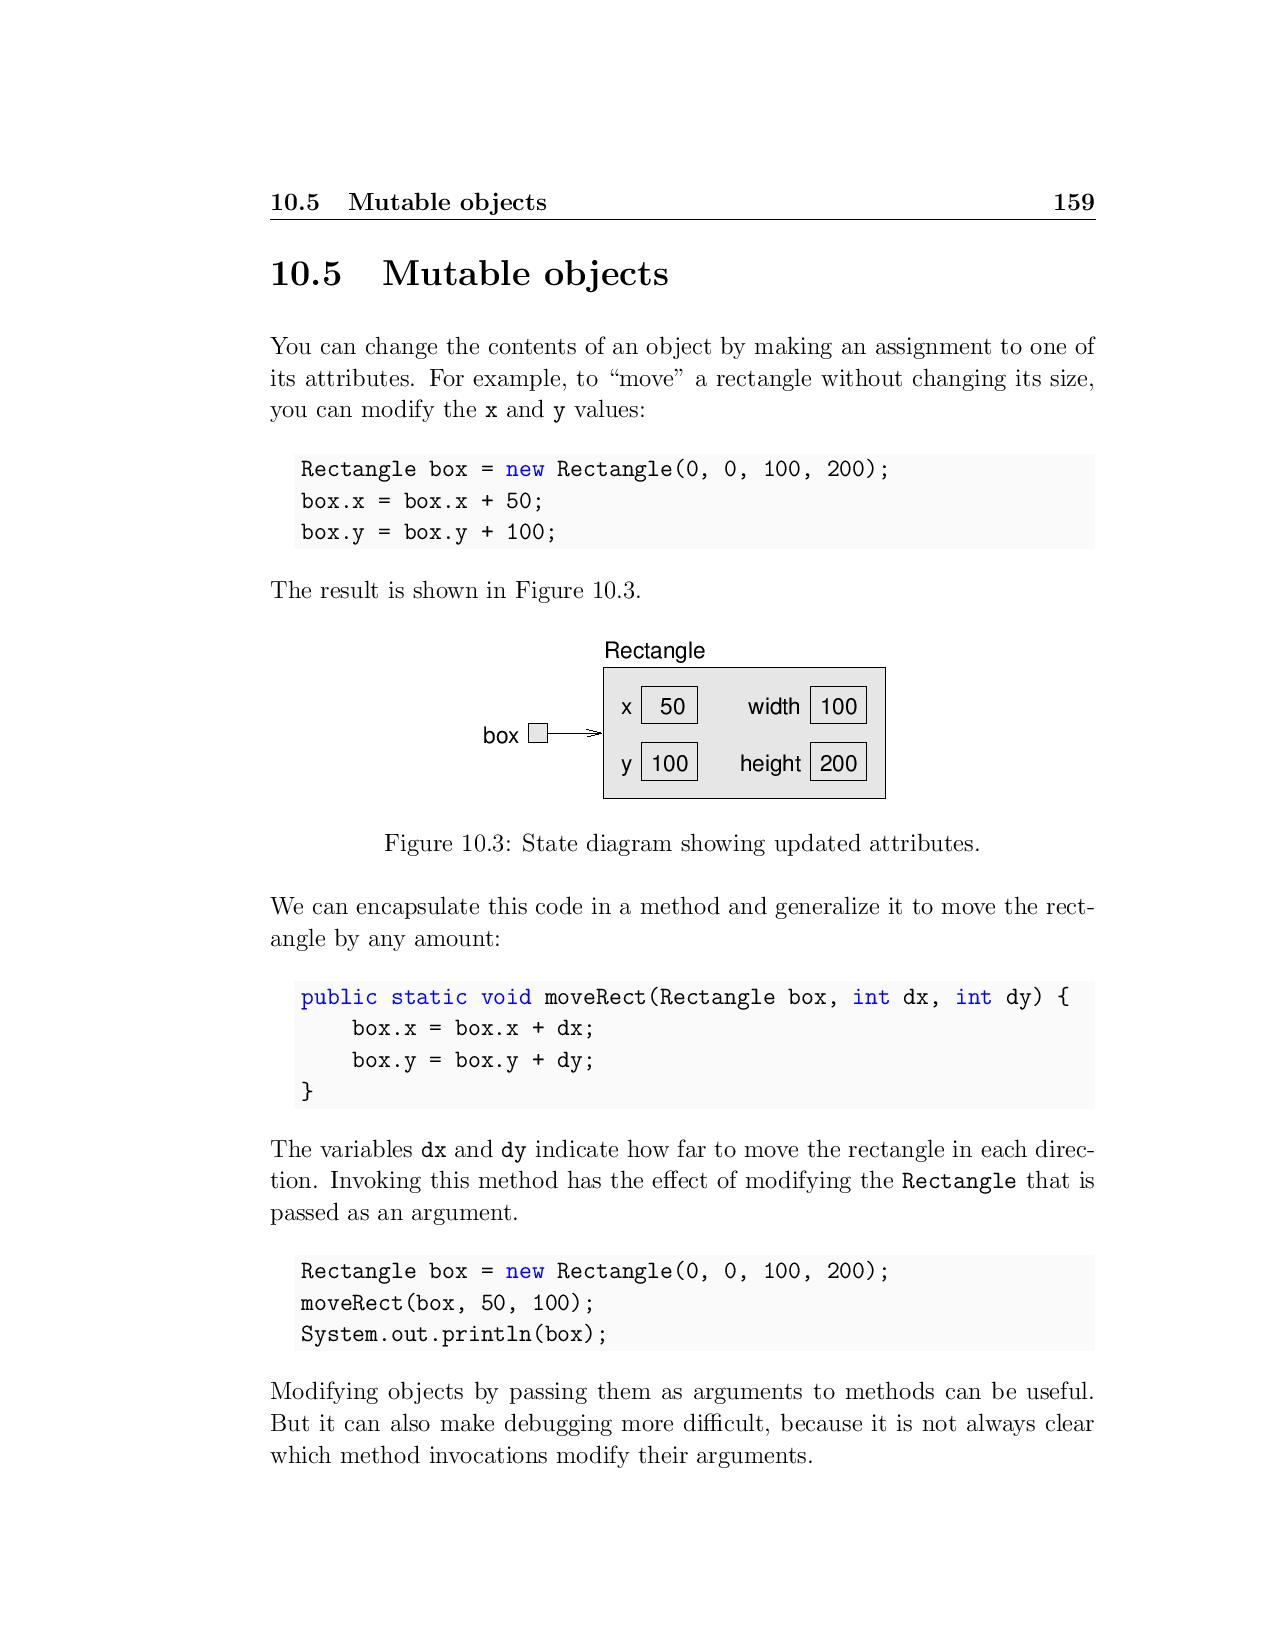 10.5 Mutable objects 159
10.5 Mutable objects
You can change the contents of an object by making an assignment to one of
its attributes. For example, to “move” a rectangle without changing its size,
you can modify the x and y values:
Rectangle box = new Rectangle(0, 0, 100, 200);
box.x = box.x + 50;
box.y = box.y + 100;
The result is shown in Figure 10.3.
Rectangle
x 50 width 100
box
y 100 height 200
Figure 10.3: State diagram showing updated attributes.
We can encapsulate this code in a method and generalize it to move the rect-
angle by any amount:
public static void moveRect(Rectangle box, int dx, int dy) {
    box.x = box.x + dx;
    box.y = box.y + dy;
}
The variables dx and dy indicate how far to move the rectangle in each direc-
tion. Invoking this method has the effect of modifying the Rectangle that is
passed as an argument.
Rectangle box = new Rectangle(0, 0, 100, 200);
moveRect(box, 50, 100);
System.out.println(box);
Modifying objects by passing them as arguments to methods can be useful.
But it can also make debugging more difficult, because it is not always clear
which method invocations modify their arguments.